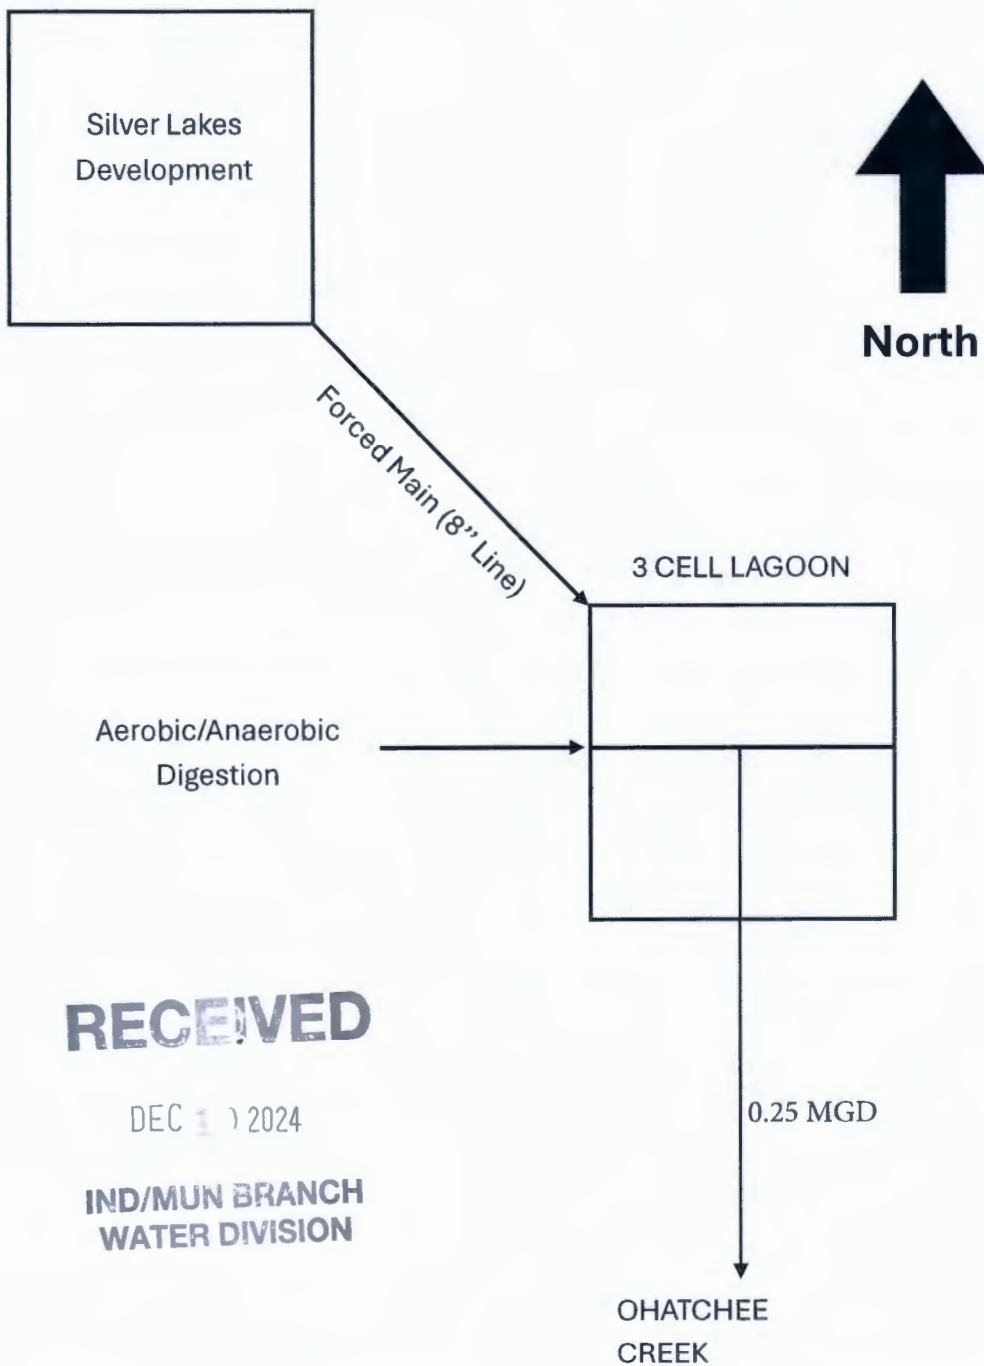 Silver Lakes
Development
North
Forced Main (8” Line)
3 CELL LAGOON
Aerobic/Anaerobic
Digestion
RECEIVED
DEC 2024
IND/MUN BRANCH
WATER DIVISION
0.25 MGD
OHATCHEE
CREEK